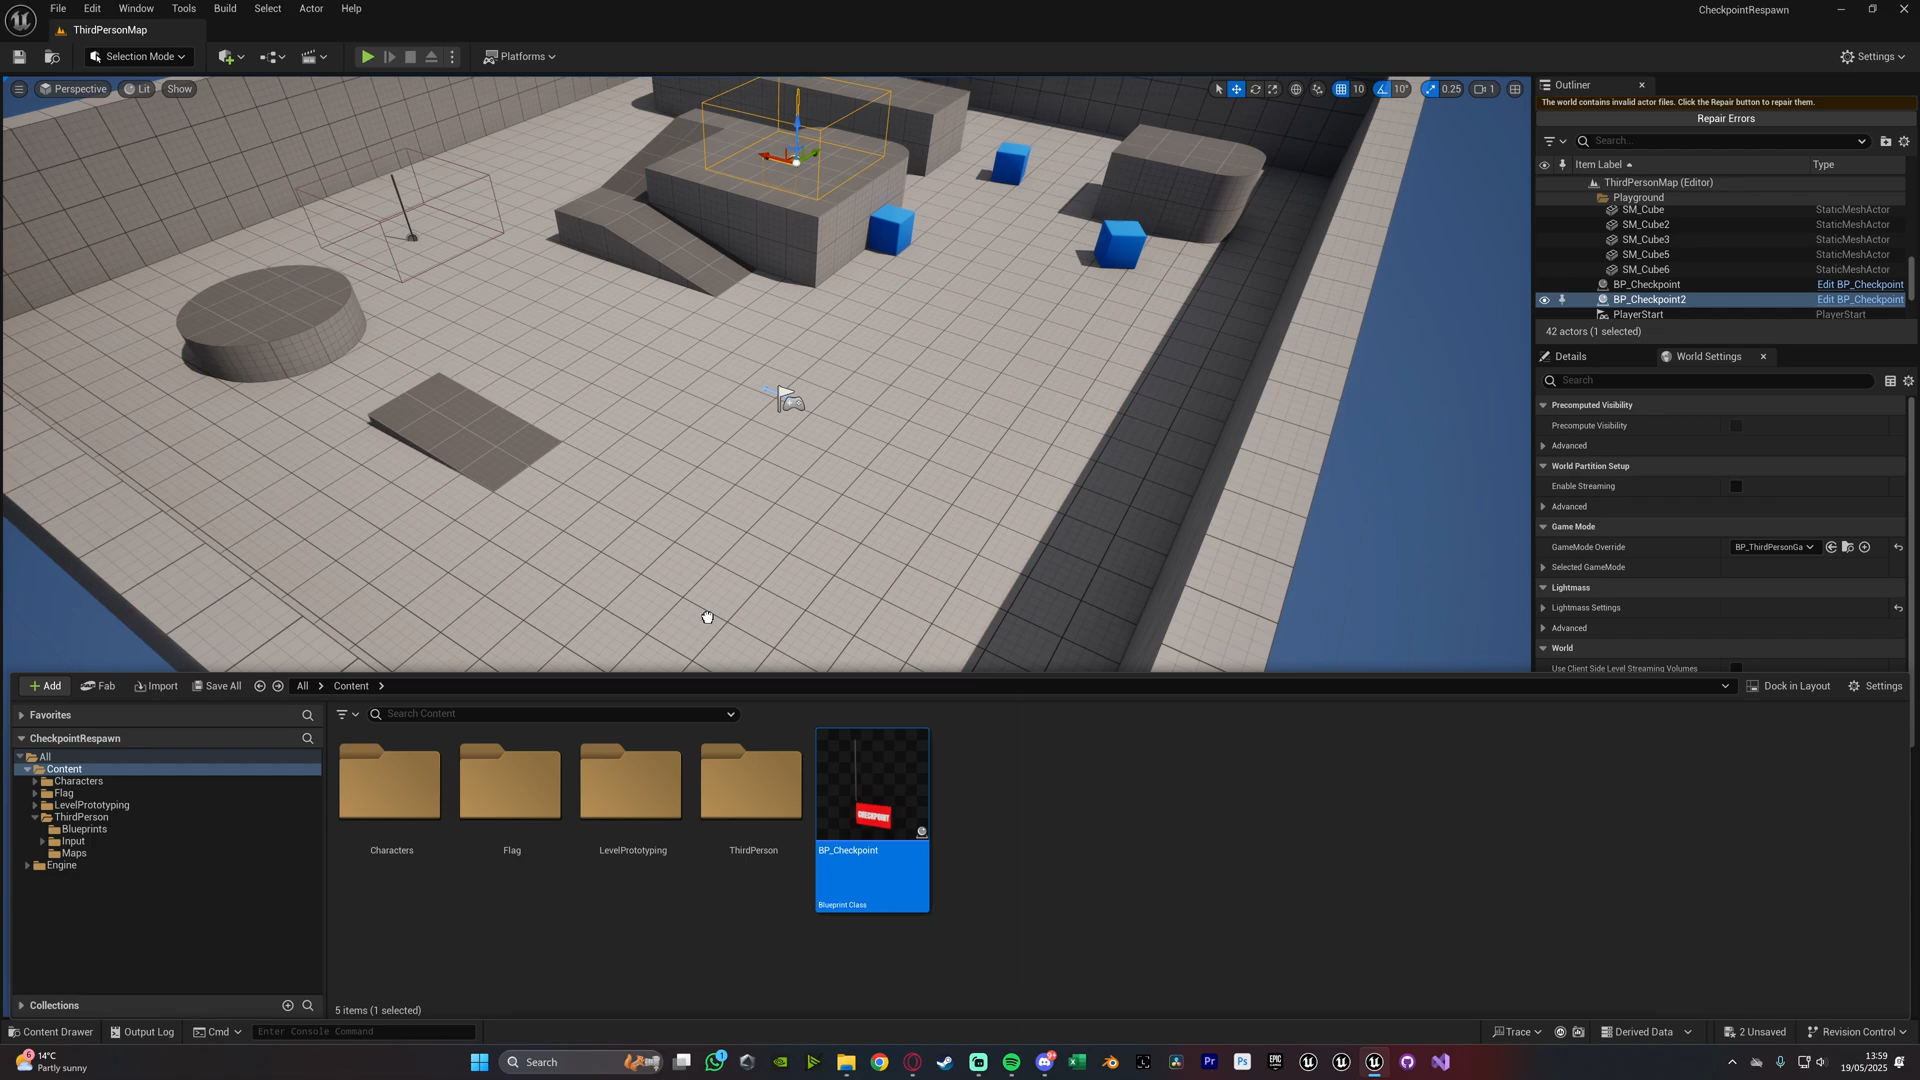 File Edit Window Tools Build Select Actor Help
CheckpointRespawn
ThirdPersonMap
Selection Mode
Platforms
Settings
Perspective Lit Show
10 10° 0.25 1
Outliner
The world contains invalid actor files. Click the Repair button to repair them.
Repair Errors
Search...
Item Label Type
ThirdPersonMap (Editor)
Playground
SM_Cube StaticMeshActor
SM_Cube2 StaticMeshActor
SM_Cube3 StaticMeshActor
SM_Cube5 StaticMeshActor
SM_Cube6 StaticMeshActor
BP_Checkpoint Edit BP_Checkpoint
BP_Checkpoint2 Edit BP_Checkpoint
PlayerStart PlayerStart
42 actors (1 selected)
Details World Settings
Search
Precomputed Visibility
Precompute Visibility
Advanced
World Partition Setup
Enable Streaming
Advanced
Game Mode
GameMode Override BP_ThirdPersonGa
Selected GameMode
Lightmass
Lightmass Settings
Advanced
World
Use Client Side Level Streaming Volumes
Add Fab Import Save All All Content Dock in Layout Settings
Favorites
CheckpointRespawn
All
Content
Characters
Flag
LevelPrototyping
ThirdPerson
Blueprints
Input
Maps
Engine
Collections
Search Content
Characters
Flag
LevelPrototyping
ThirdPerson
CHECKPOINT
BP_Checkpoint
Blueprint Class
5 items (1 selected)
Content Drawer Output Log Cmd Enter Console Command Trace Derived Data 2 Unsaved Revision Control
14°C
Partly sunny
Search
13:59
19/05/2025